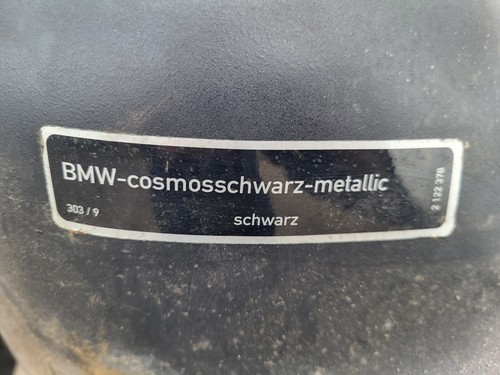 BMW-cosmosschwarz-metallic
303 / 9
schwarz
2 122 378